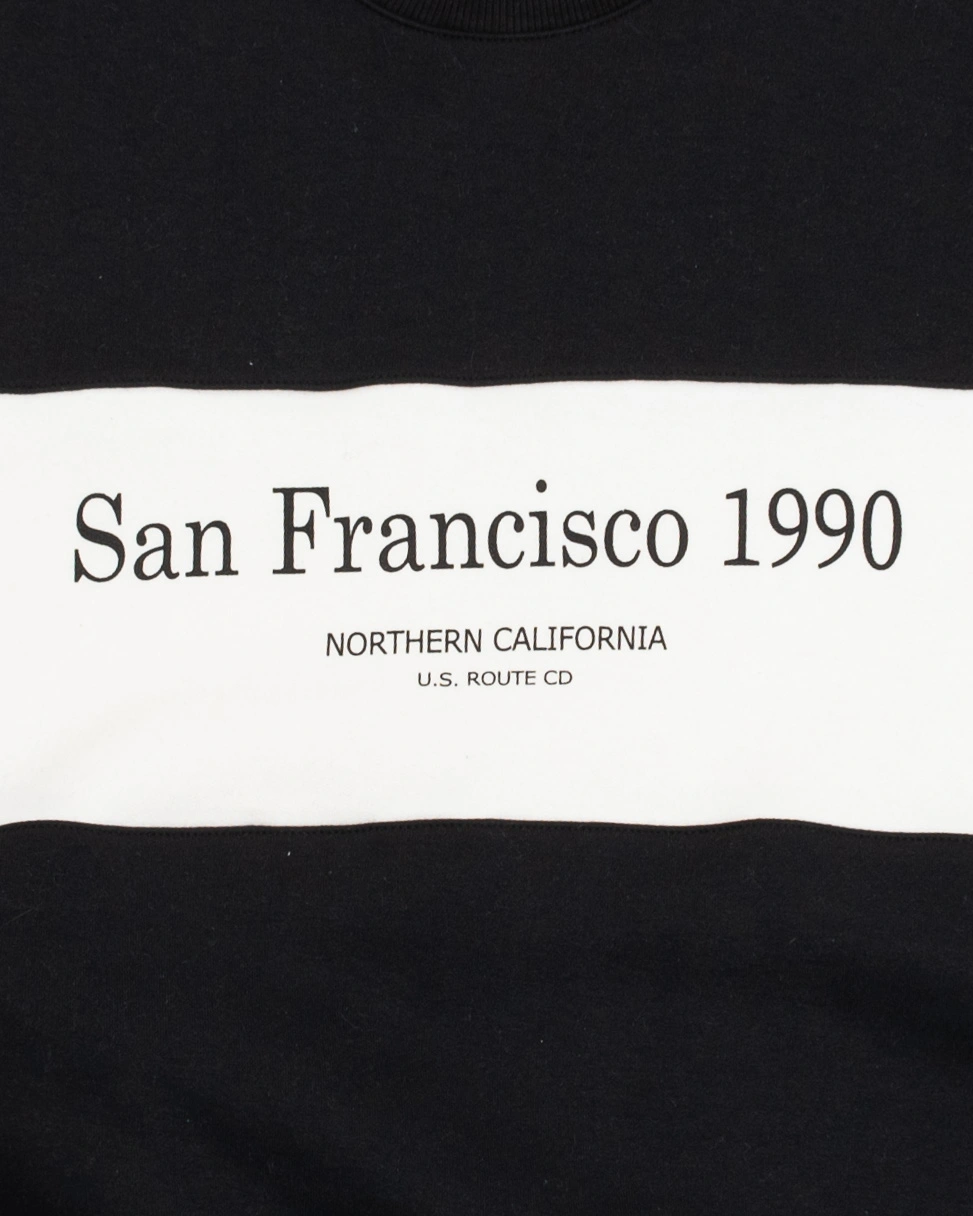 San Francisco 1990
NORTHERN CALIFORNIA
U.S. ROUTE CD